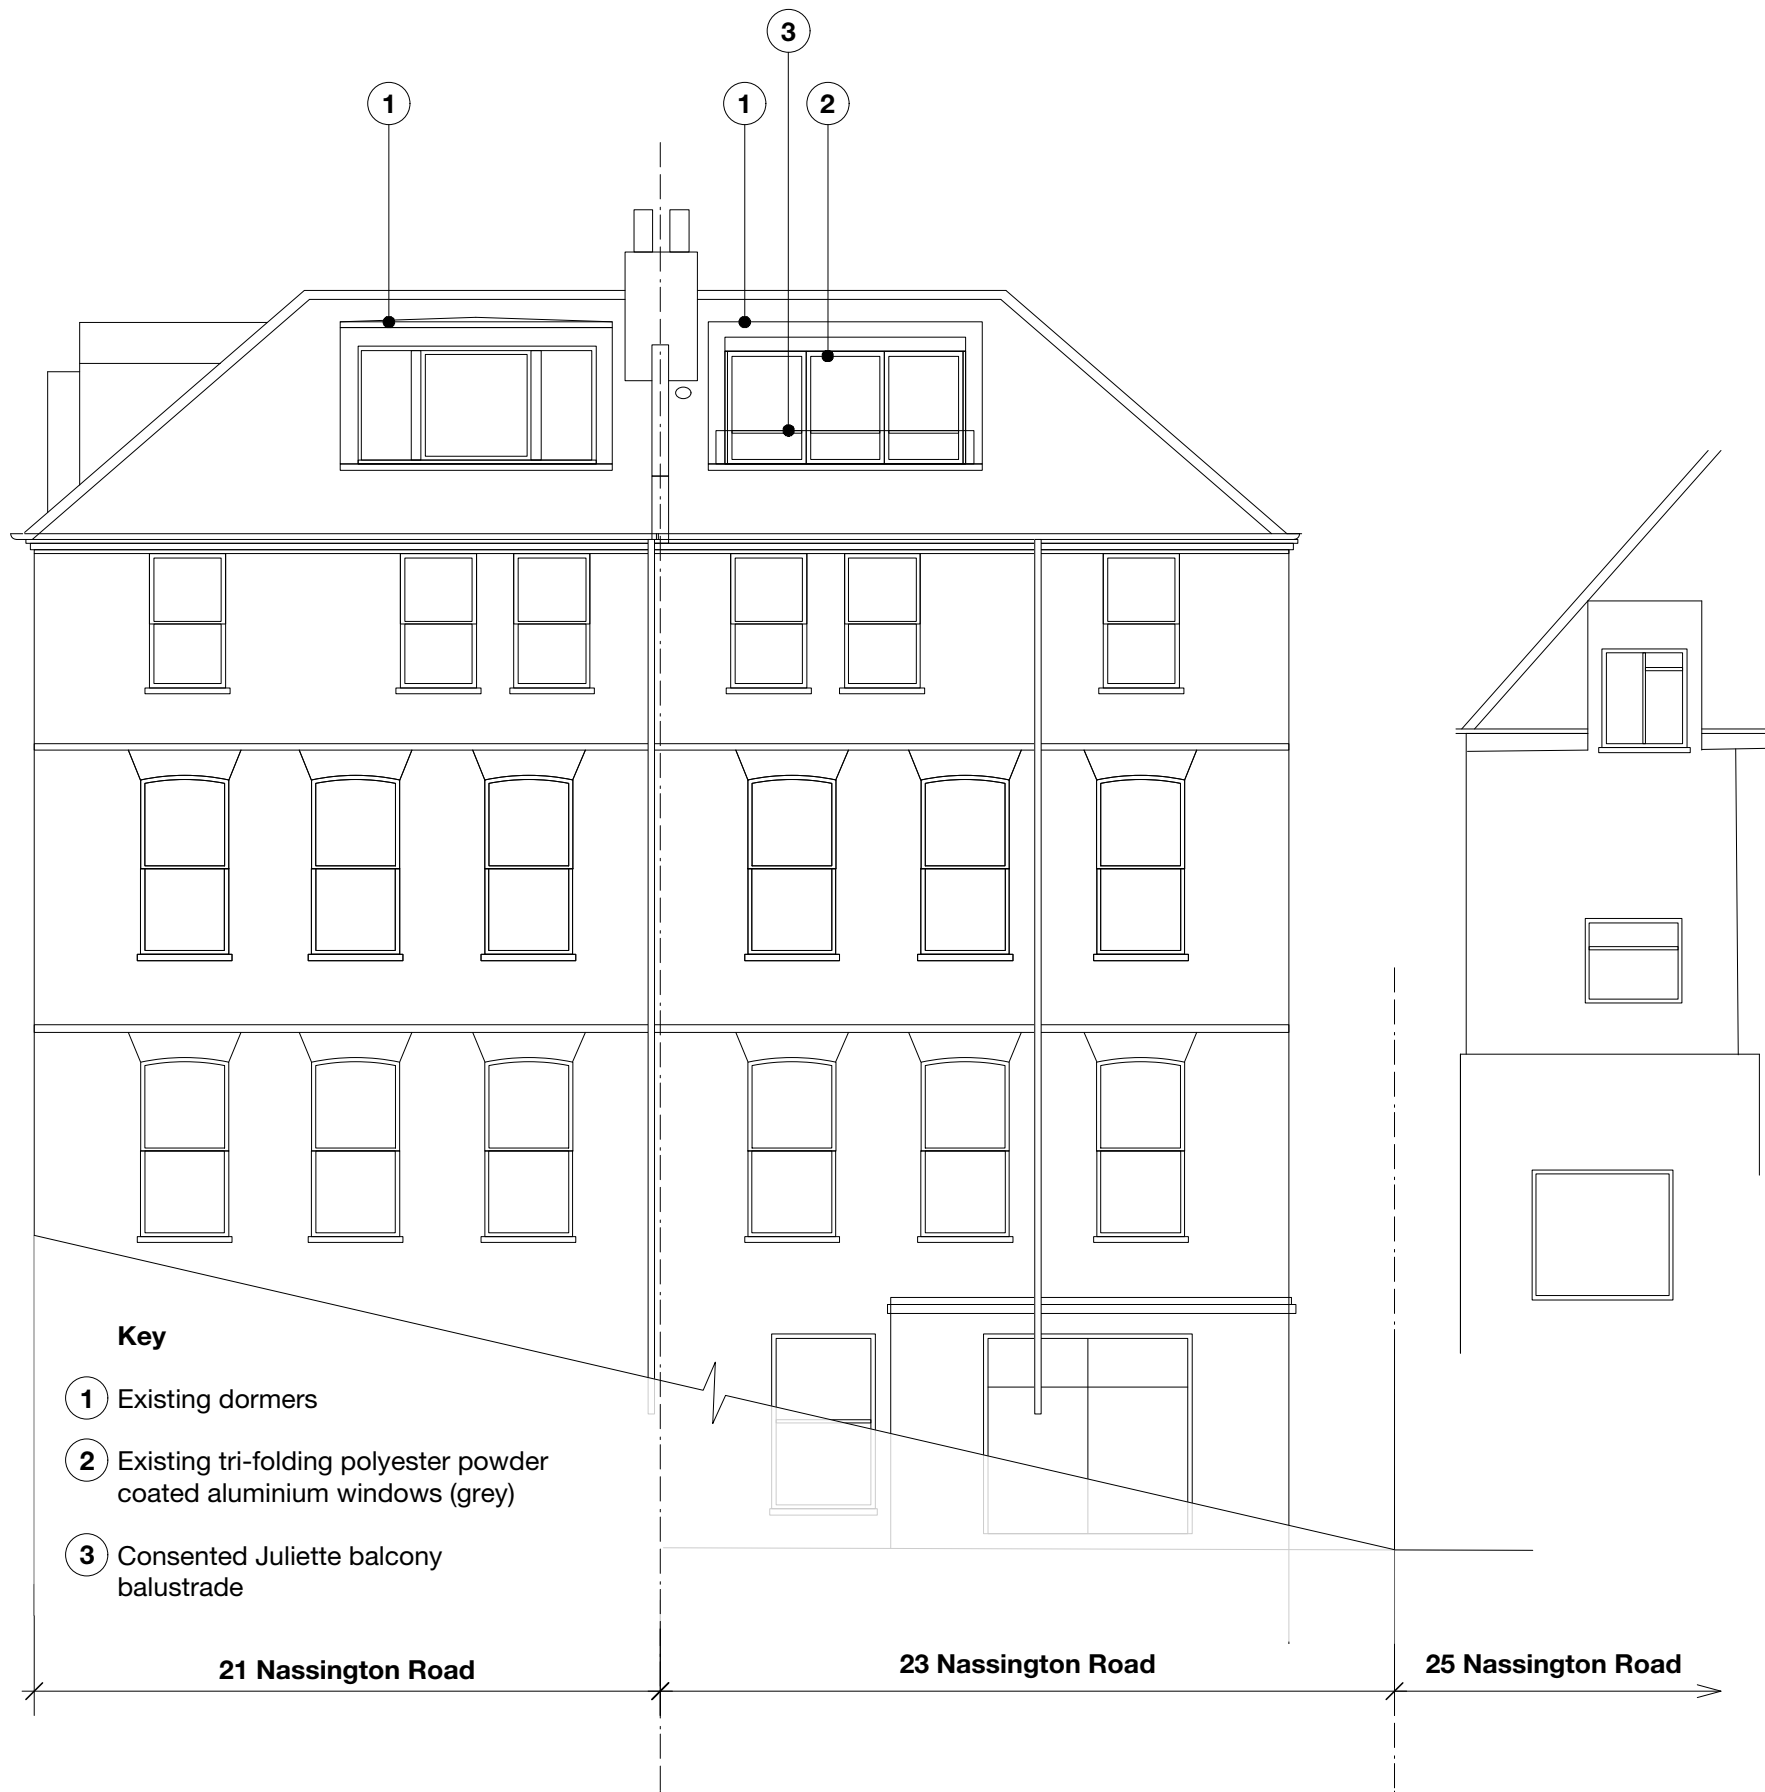 3
1
1
2
Key
1 Existing dormers
2 Existing tri-folding polyester powder
coated aluminium windows (grey)
3 Consented Juliette balcony
balustrade
21 Nassington Road
23 Nassington Road
25 Nassington Road